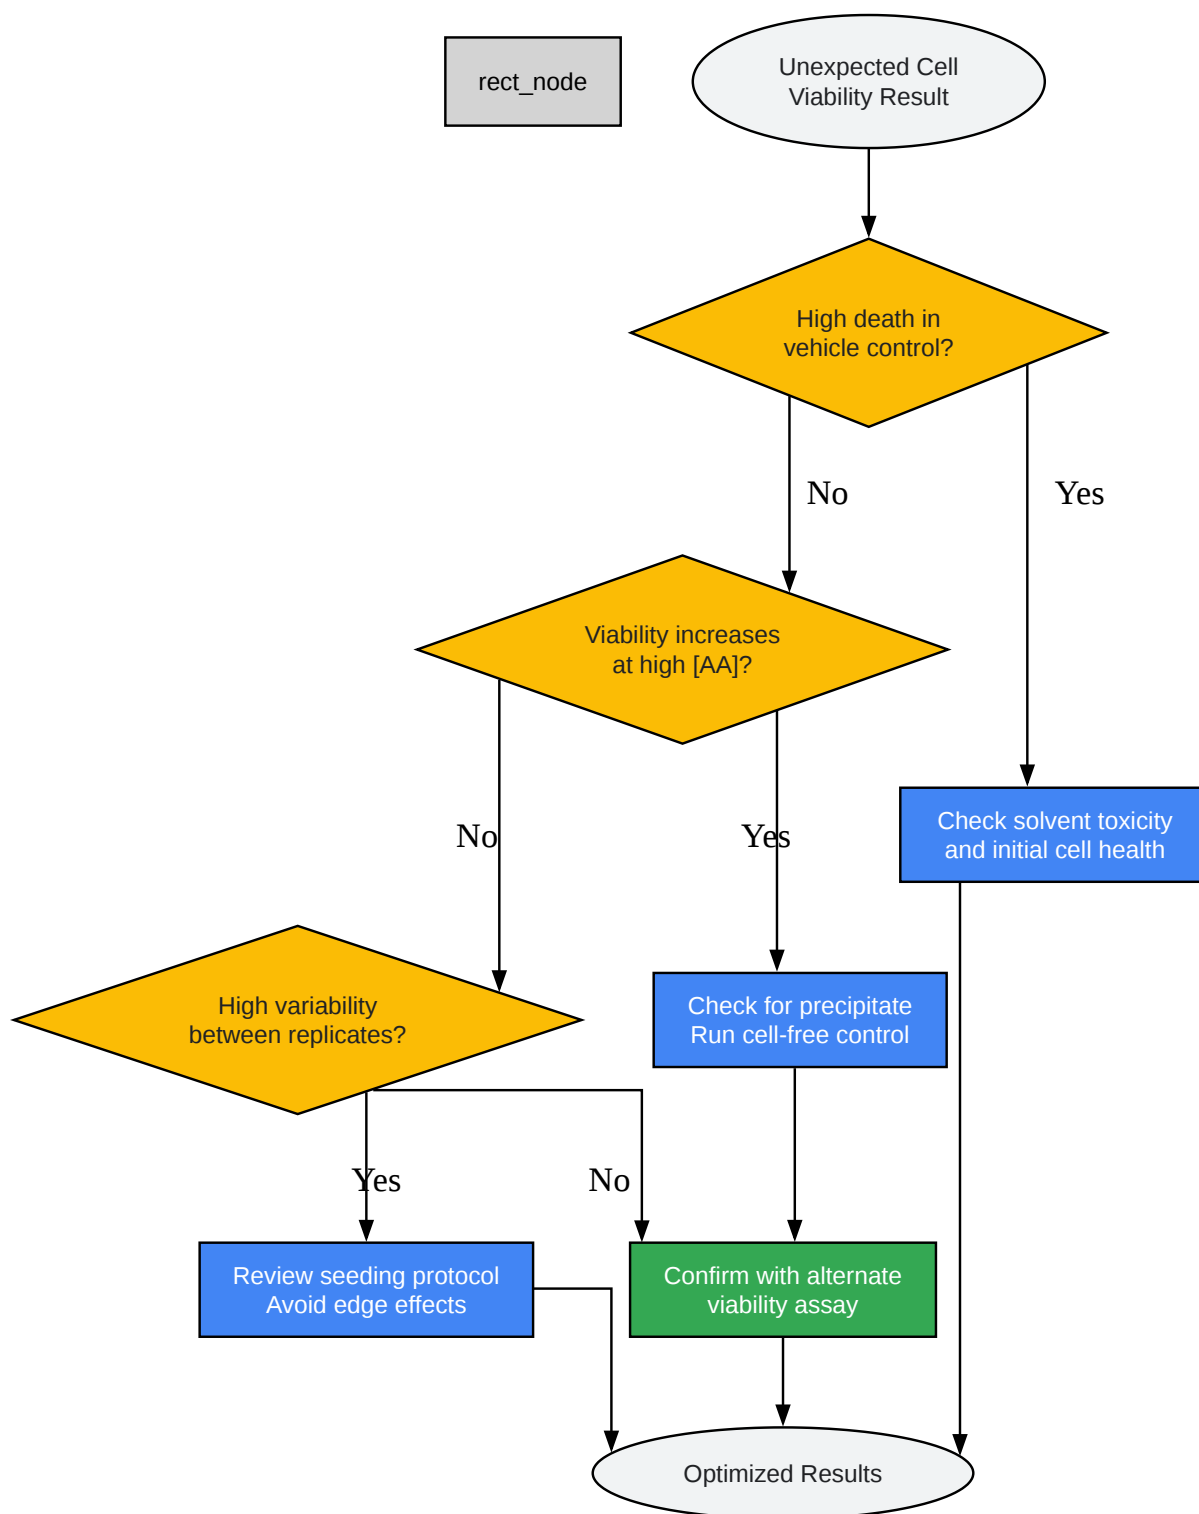 rect_node
Unexpected Cell
Viability Result
High death in
vehicle control?
No
Yes
Viability increases
at high [AA]?
No
Yes
Check solvent toxicity
and initial cell health
High variability
between replicates?
Check for precipitate
Run cell-free control
Yes
No
Review seeding protocol
Avoid edge effects
Confirm with alternate
viability assay
Optimized Results